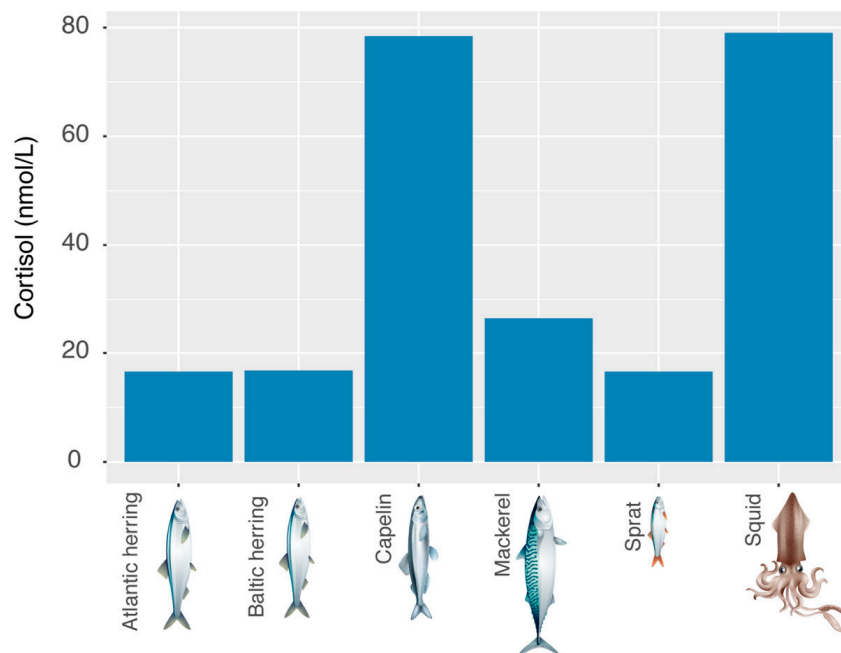 Cortisol (nmol/L)
80
60
40
20
0
Atlantic herring
Baltic herring
Capelin
Mackerel
Sprat
Squid